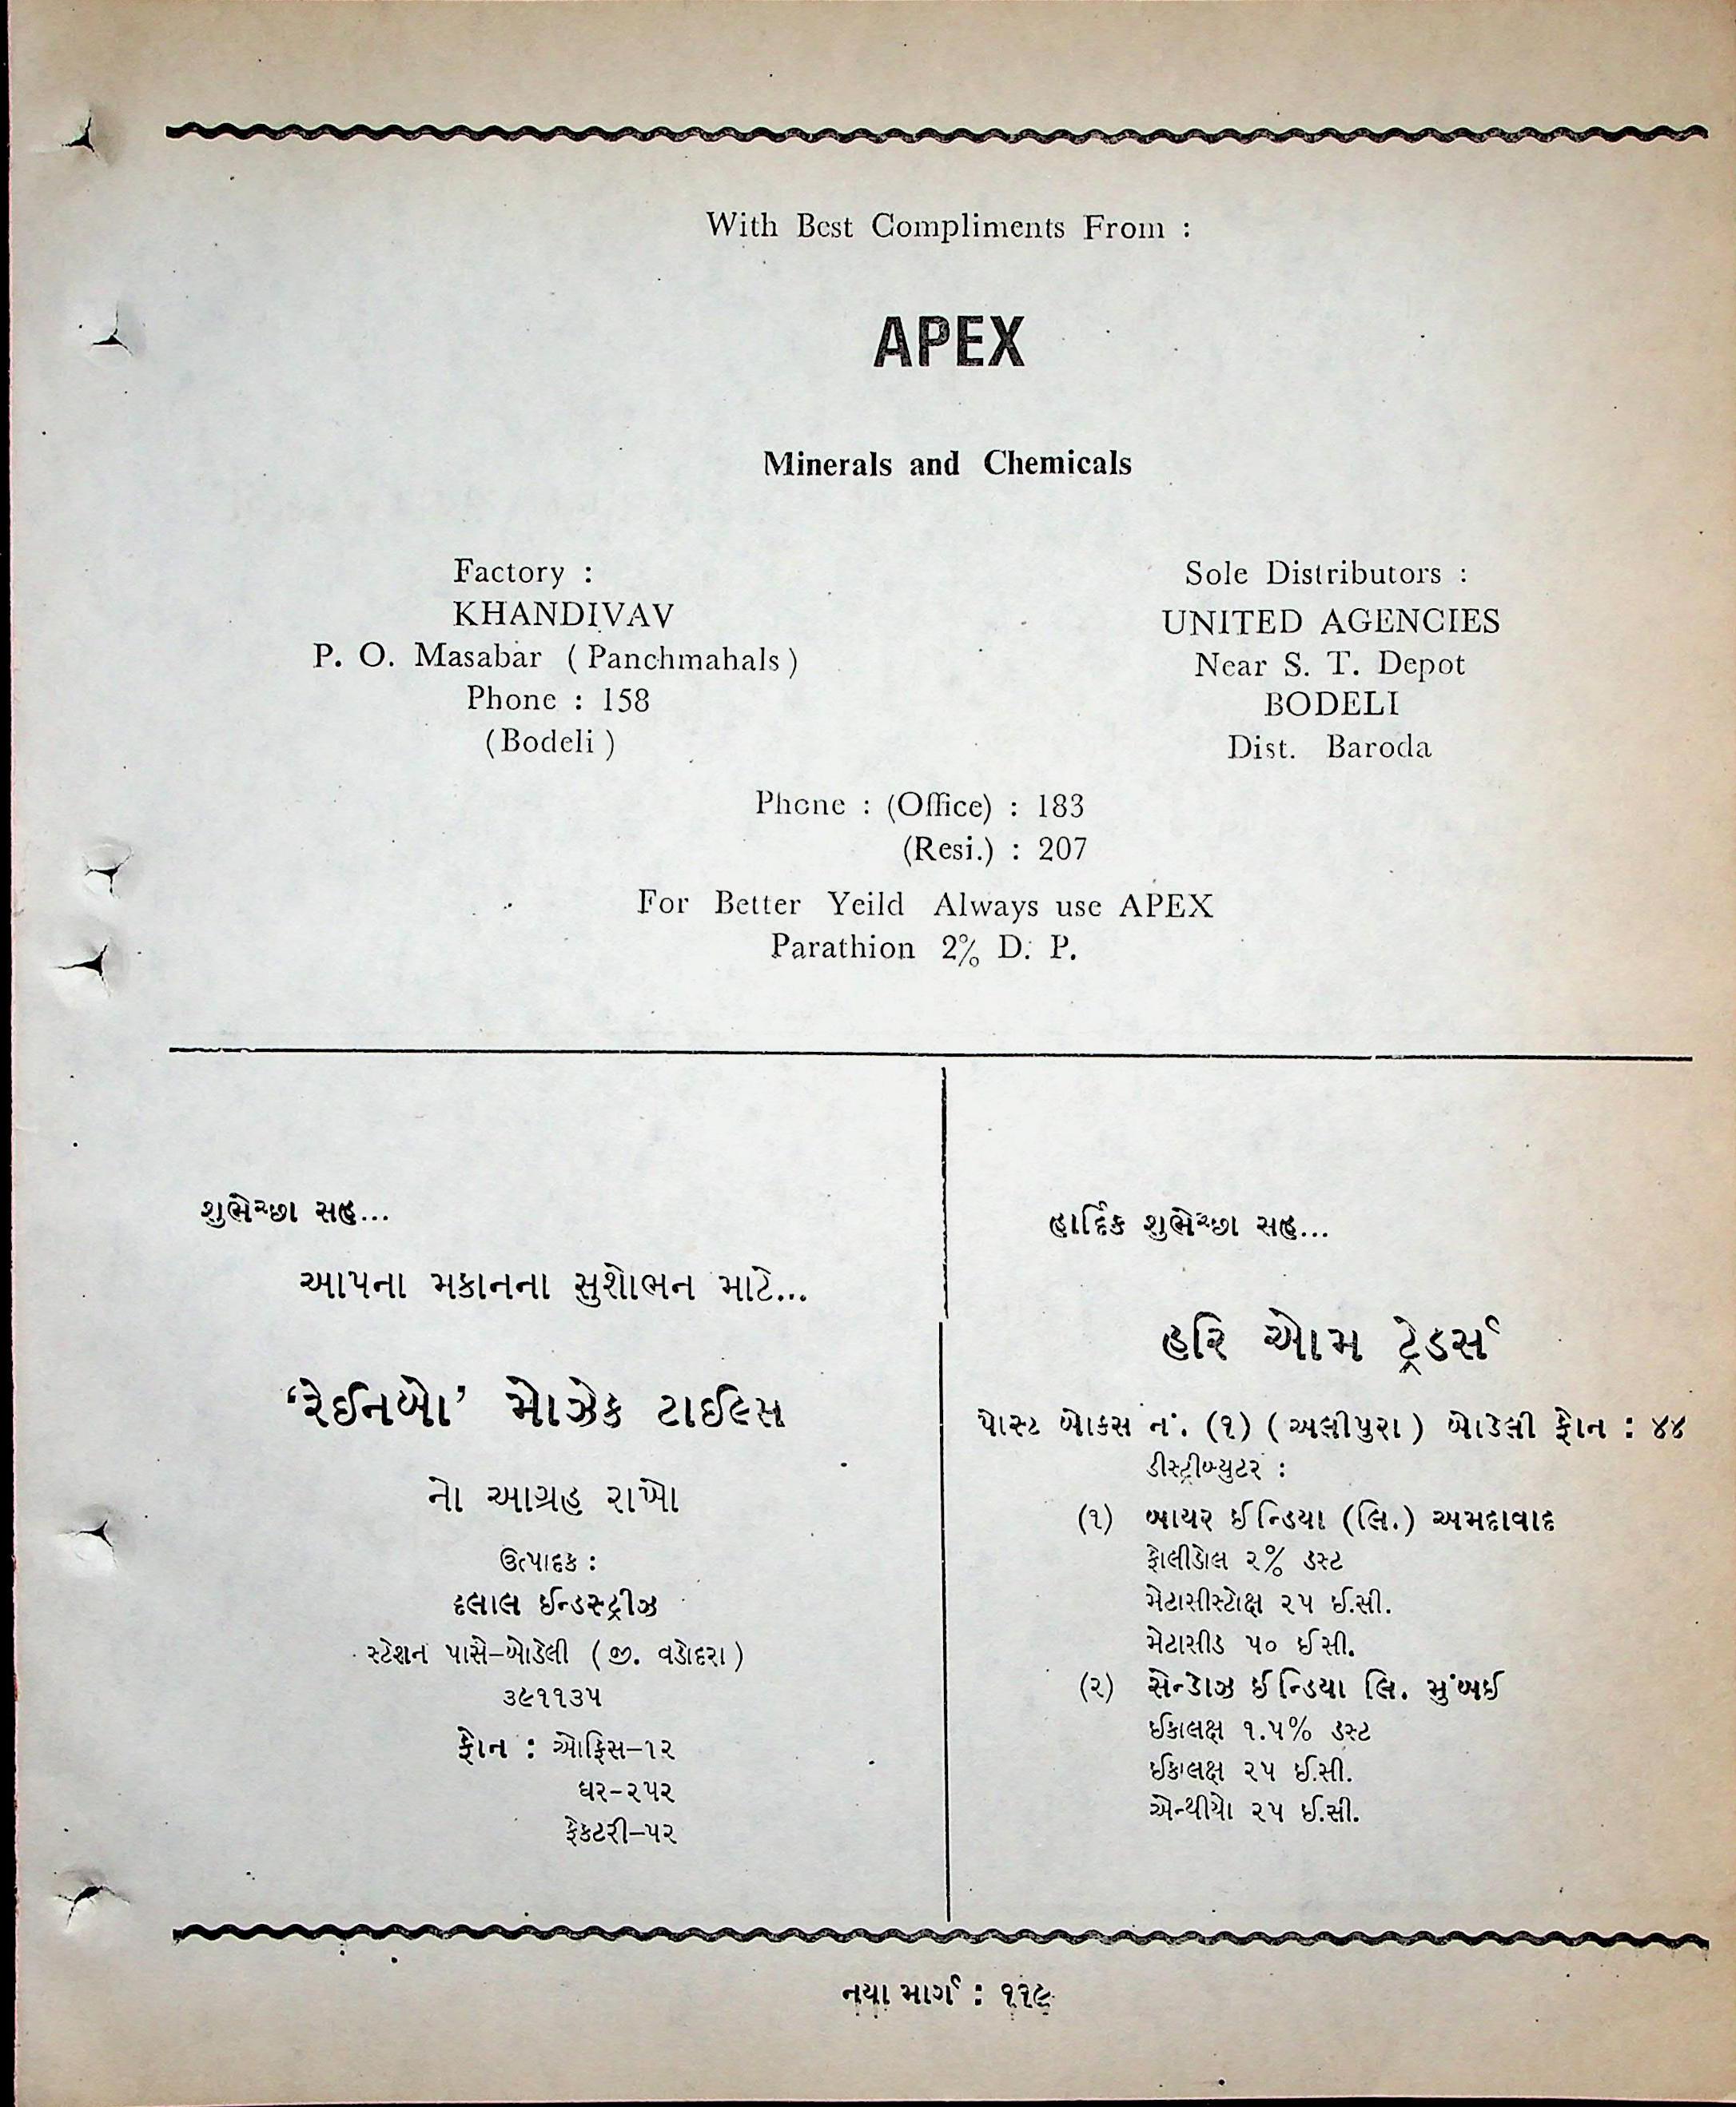 With Best Compliments From :
APEX
Minerals and Chemicals
Factory :
KHANDIVAV
P. O. Masabar ( Panchmahals )
Phone : 158
( Bodeli )
Sole Distributors :
UNITED AGENCIES
Near S. T. Depot
BODELI
Dist. Baroda
Phone : (Office) : 183
(Resi.) : 207
For Better Yeild Always use APEX
Parathion 2% D. P.
શુભેચ્છા સહ...
આપના મકાનના સુશોભન માટે...
‘રેઈનબો’ મોઝેક ટાઈલ્સ
નો આગ્રહ રાખો
ઉત્પાદક :
દલાલ ઈન્ડસ્ટ્રીઝ
સ્ટેશન પાસે–બોડેલી ( જી. વડોદરા )
૩૯૧૧૩૫
ફોન : ઓફિસ–૧૨
ઘર–૨૫૨
ફેકટરી–૫૨
હાર્દિક શુભેચ્છા સહ...
હરિ ઓમ ટ્રેડર્સ
પોસ્ટ બોકસ નં. (૧) ( અલીપુરા ) બોડેલી ફોન : ૪૪
ડીસ્ટ્રીબ્યુટર :
(૧) બાયર ઈન્ડિયા (લિ.) અમદાવાદ
ફોલીડોલ ૨% ડસ્ટ
મેટાસીસ્ટોક્ષ ૨૫ ઈ.સી.
મેટાસીડ ૫૦ ઈસી.
(૨) સેન્ડોઝ ઈન્ડિયા લિ. મુંબઈ
ઈકાલક્ષ ૧.૫% ડસ્ટ
ઈકાલક્ષ ૨૫ ઈ.સી.
એન્થીયો ૨૫ ઈ.સી.
નયા માર્ગ : ૧૧૯